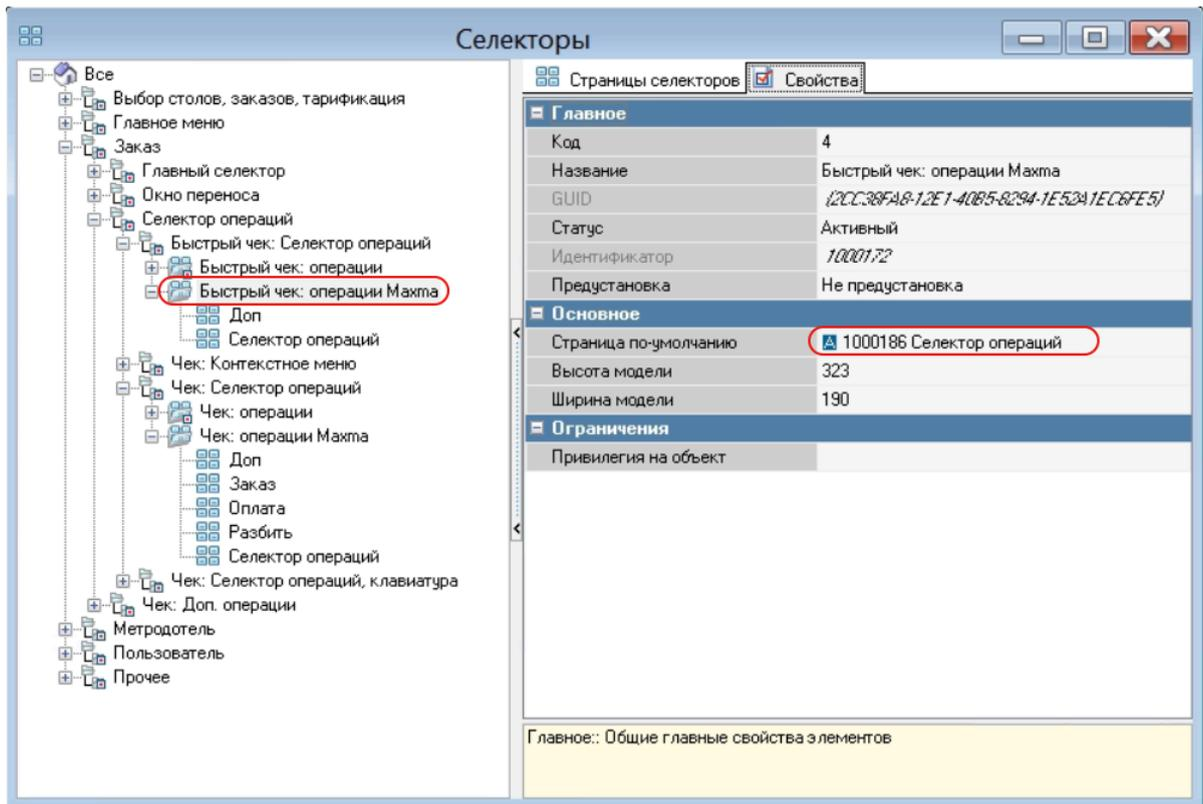 Селекторы
Все
Выбор столов, заказов, тарификация
Главное меню
Заказ
Главный селектор
Окно переноса
Селектор операций
Быстрый чек: Селектор операций
Быстрый чек: операции
Быстрый чек: операции Maxma
Доп
Селектор операций
Чек: Контекстное меню
Чек: Селектор операций
Чек: операции
Чек: операции Maxma
Доп
Заказ
Оплата
Разбить
Селектор операций
Чек: Селектор операций, клавиатура
Чек: Доп. операции
Метродотель
Пользователь
Прочее
Страницы селекторов Свойства
Главное
Код 4
Название Быстрый чек: операции Maxma
GUID {2CC38FA8-12E1-40B5-8294-1E52A1EC6FE5}
Статус Активный
Идентификатор 1000172
Предустановка Не предустановка
Основное
Страница по-умолчанию A 1000186 Селектор операций
Высота модели 323
Ширина модели 190
Ограничения
Привилегия на объект
Главное:: Общие главные свойства элементов